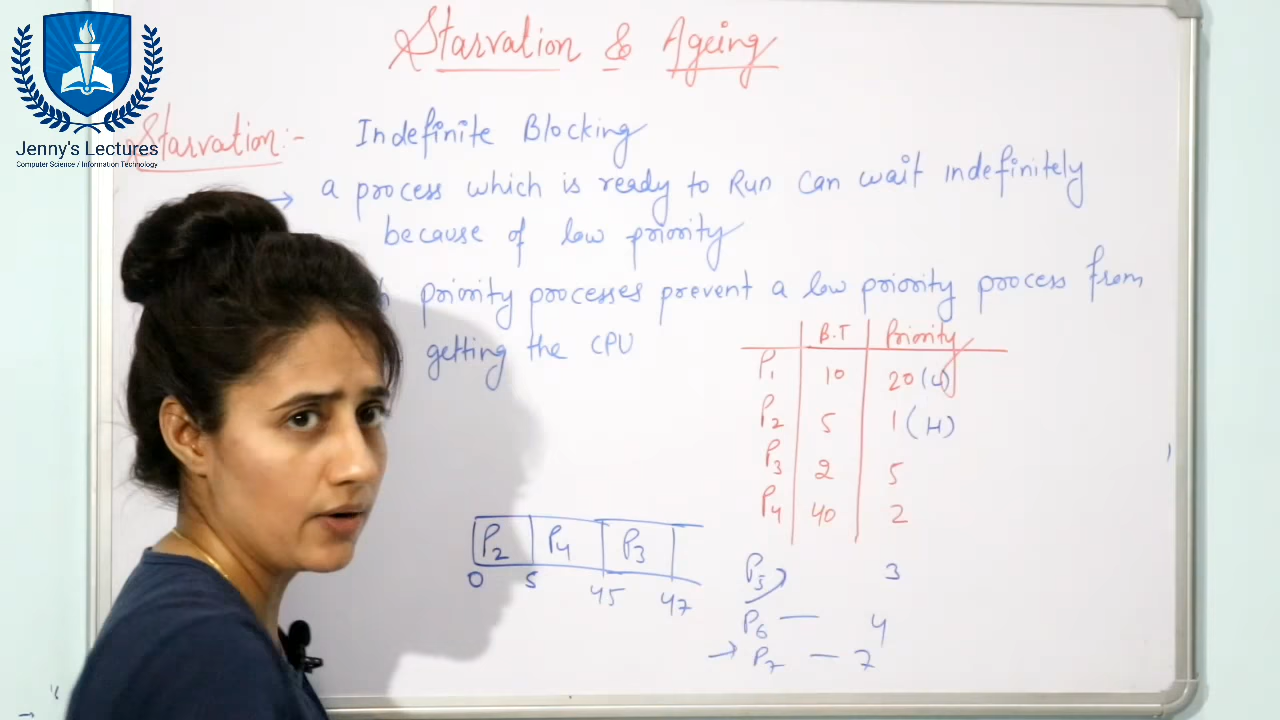 Starvation & Ageing
Starvation:- Indefinite Blocking
→ a process which is ready to Run can wait indefinitely
because of low priority
priority processes prevent a low priority process from
getting the CPU
B.T Priority
P1 10 20(L)
P2 5 1(H)
P3 2 5
P4 40 2
P5 3
P6 — 4
→ P7 — 7
P2 P4 P3
0 5 45 47
Jenny's Lectures
Computer Science / Information Technology